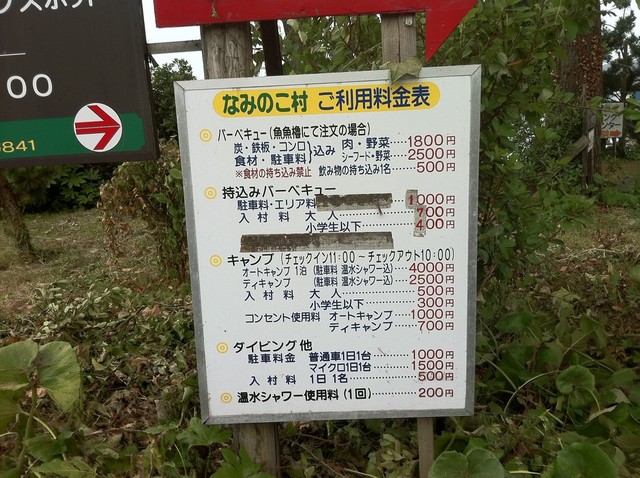 00
8841
なみのこ村 ご利用料金表
◎ バーベキュー(魚魚櫓にて注文の場合)
炭・鉄板・コンロ 食材・駐車料 }込み 肉・野菜……1800円
シーフード・野菜……2500円
※食材の持ち込み禁止 飲み物の持ち込み1名……500円
◎ 持込みバーベキュー
駐車料・エリア料 1000円
入村料 大人……700円
小学生以下……400円
◎ キャンプ (チェックイン11:00～チェックアウト10:00)
オートキャンプ 1泊 (駐車料 温水シャワー込)……4000円
ディキャンプ (駐車料 温水シャワー込)……2500円
入村料 大人……500円
小学生以下……300円
コンセント使用料 オートキャンプ……1000円
ディキャンプ……700円
◎ ダイビング他
駐車料金 普通車1日1台……1000円
マイクロ1日1台……1500円
入村料 1日1名……500円
◎ 温水シャワー使用料(1回)……200円